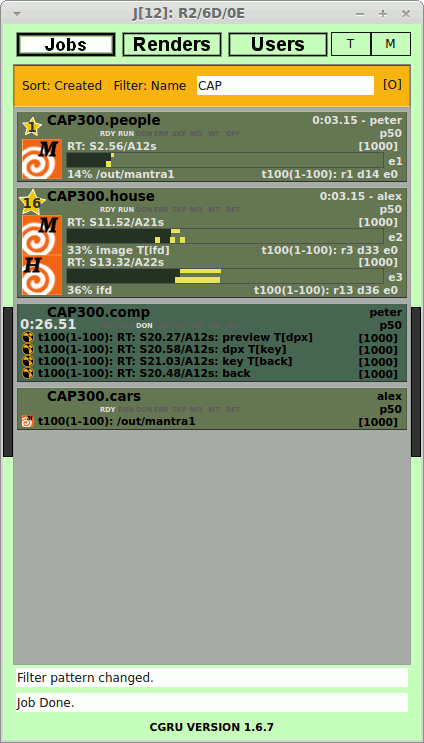 J[12]: R2/6D/0E
Jobs Renders Users T M
Sort: Created Filter: Name CAP [O]
1 CAP300.people 0:03.15 - peter
RDY RUN DON ERR SKP WD WT OFF p50
M RT: S2.56/A12s [1000]
e1
14% /out/mantra1 t100(1-100): r1 d14 e0
CAP300.house 0:03.15 - alex
16 RDY RUN DON ERR SKP WD WT OFF p50
M RT: S11.52/A21s [1000]
e2
33% image T[ifd] t100(1-100): r3 d33 e0
H RT: S13.32/A22s [1000]
e3
36% ifd t100(1-100): r13 d36 e0
CAP300.comp peter
0:26.51 DON p50
t100(1-100): RT: S20.27/A12s: preview T[dpx] [1000]
t100(1-100): RT: S20.58/A12s: dpx T[key] [1000]
t100(1-100): RT: S21.03/A12s: key T[back] [1000]
t100(1-100): RT: S20.48/A12s: back [1000]
CAP300.cars alex
RDY RUN DON ERR SKP WD WT OFF p50
M t100(1-100): /out/mantra1 [1000]
Filter pattern changed.
Job Done.
CGRU VERSION 1.6.7